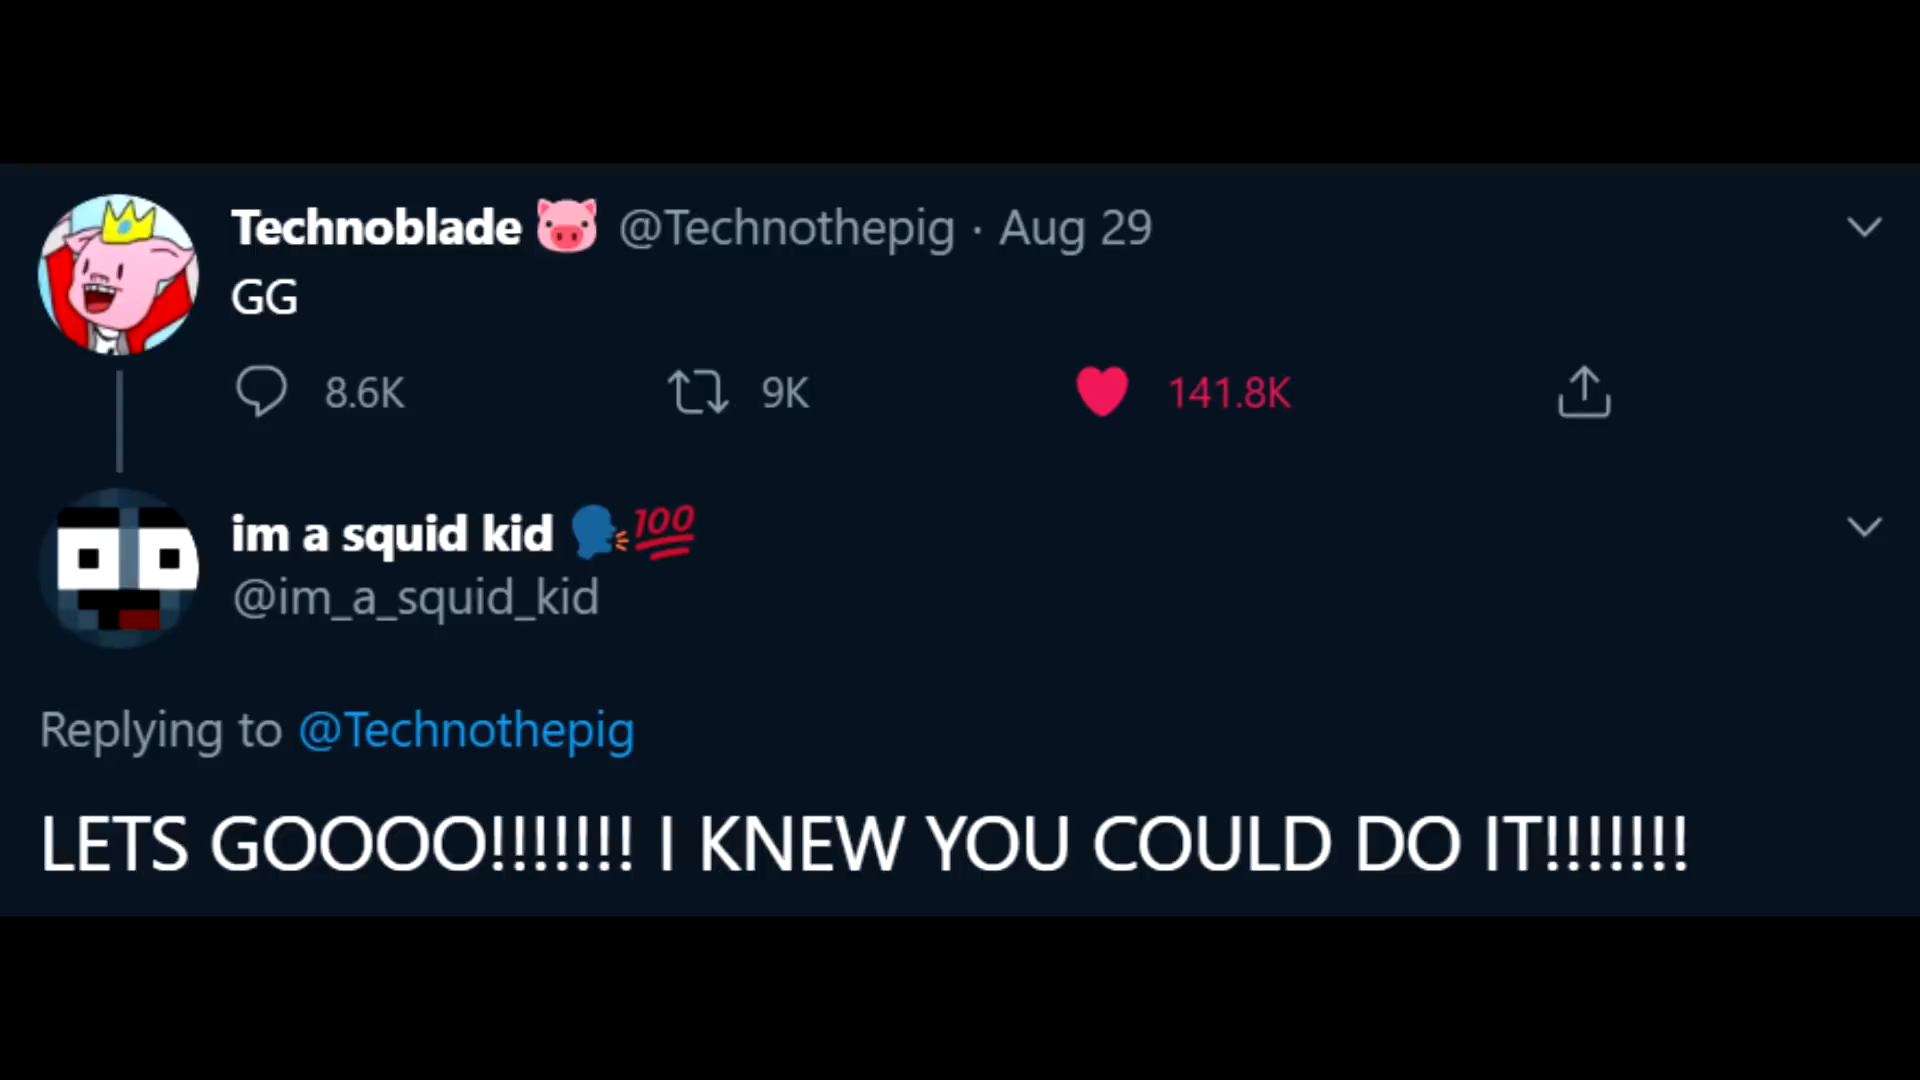 Technoblade 🐷 @Technothepig · Aug 29
GG
8.6K 9K 141.8K
im a squid kid 🗣️💯
@im_a_squid_kid
Replying to @Technothepig
LETS GOOOO!!!!!!! I KNEW YOU COULD DO IT!!!!!!!